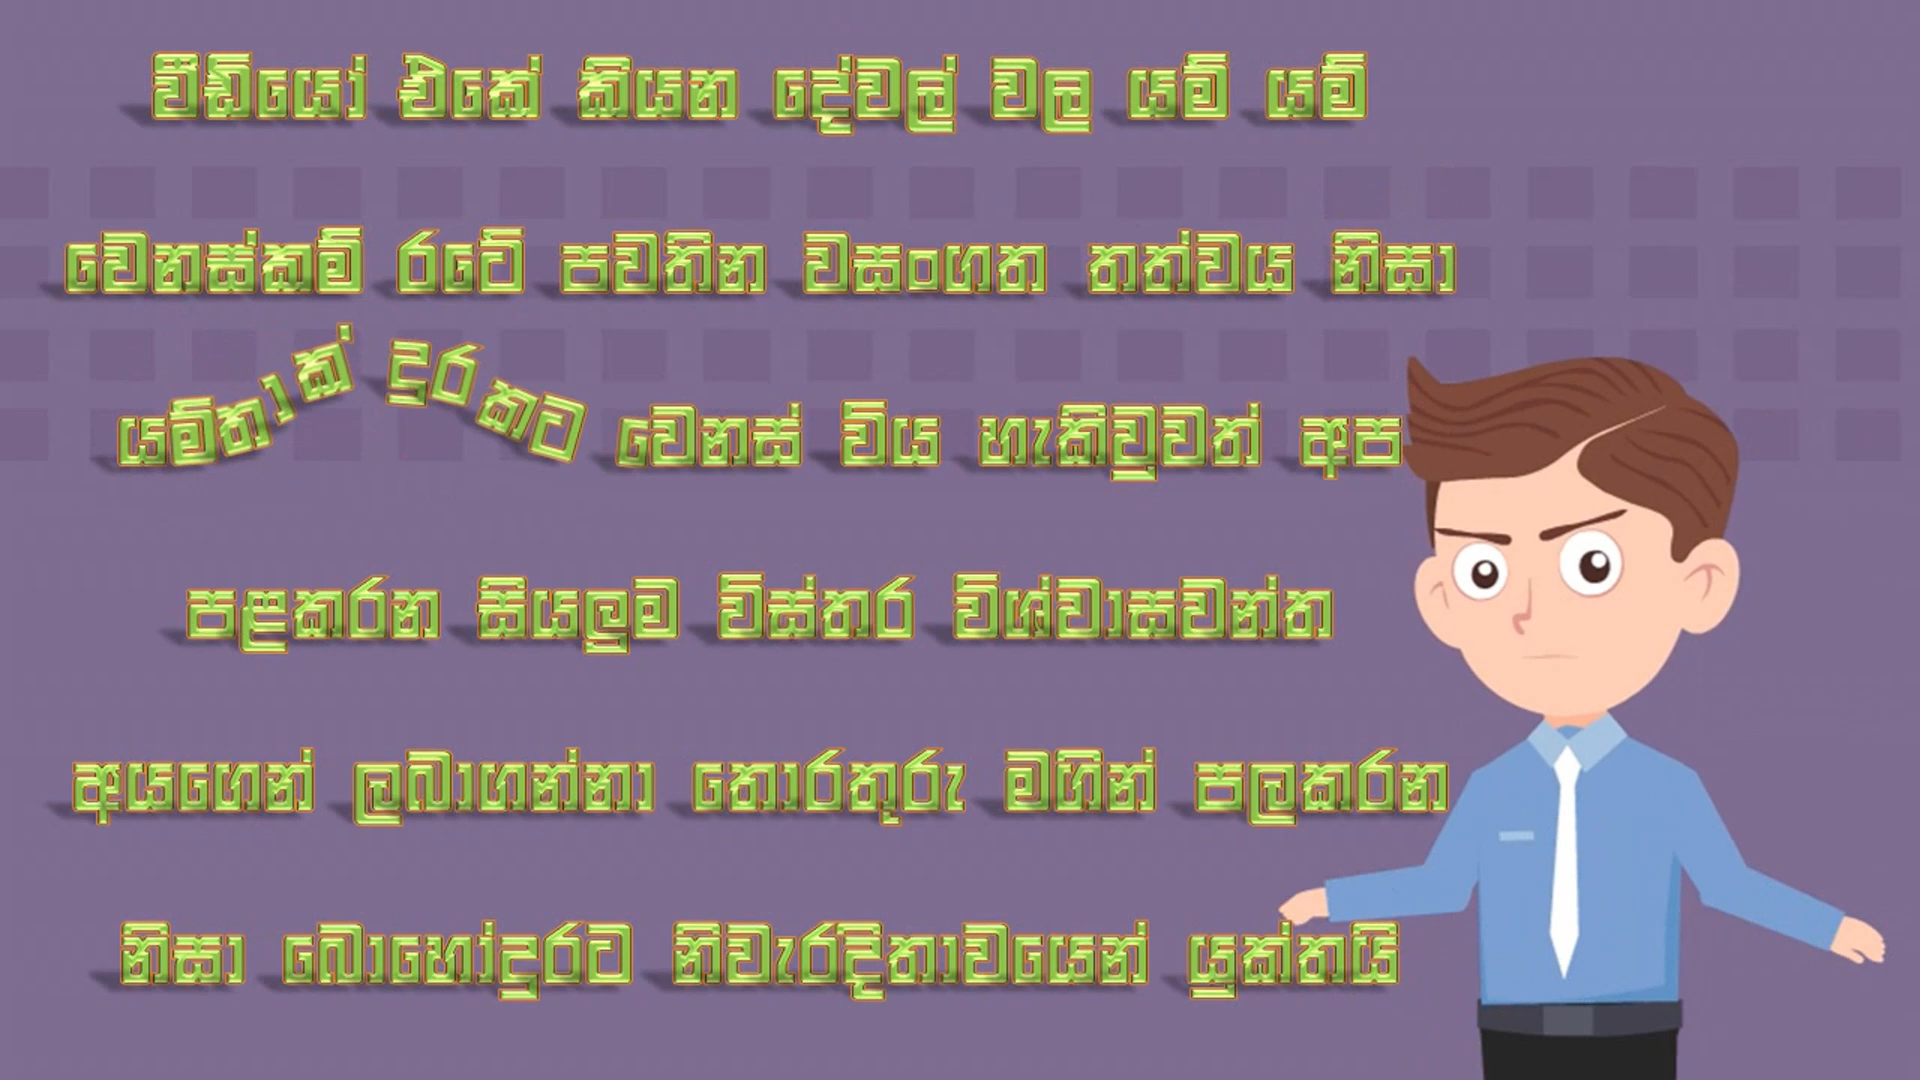 වීඩියෝ එකේ කියන දේවල් වල යම් යම්
වෙනස්කම් රටේ පවතින වසංගත තත්වය නිසා
යම්තාක් දුරකට වෙනස් විය හැකිවුවත් අප
පළකරන සියලුම විස්තර විශ්වාසවන්ත
අයගෙන් ලබාගන්නා තොරතුරු මගින් පලකරන
නිසා බොහෝදුරට නිවැරදිතාවයෙන් යුක්තයි